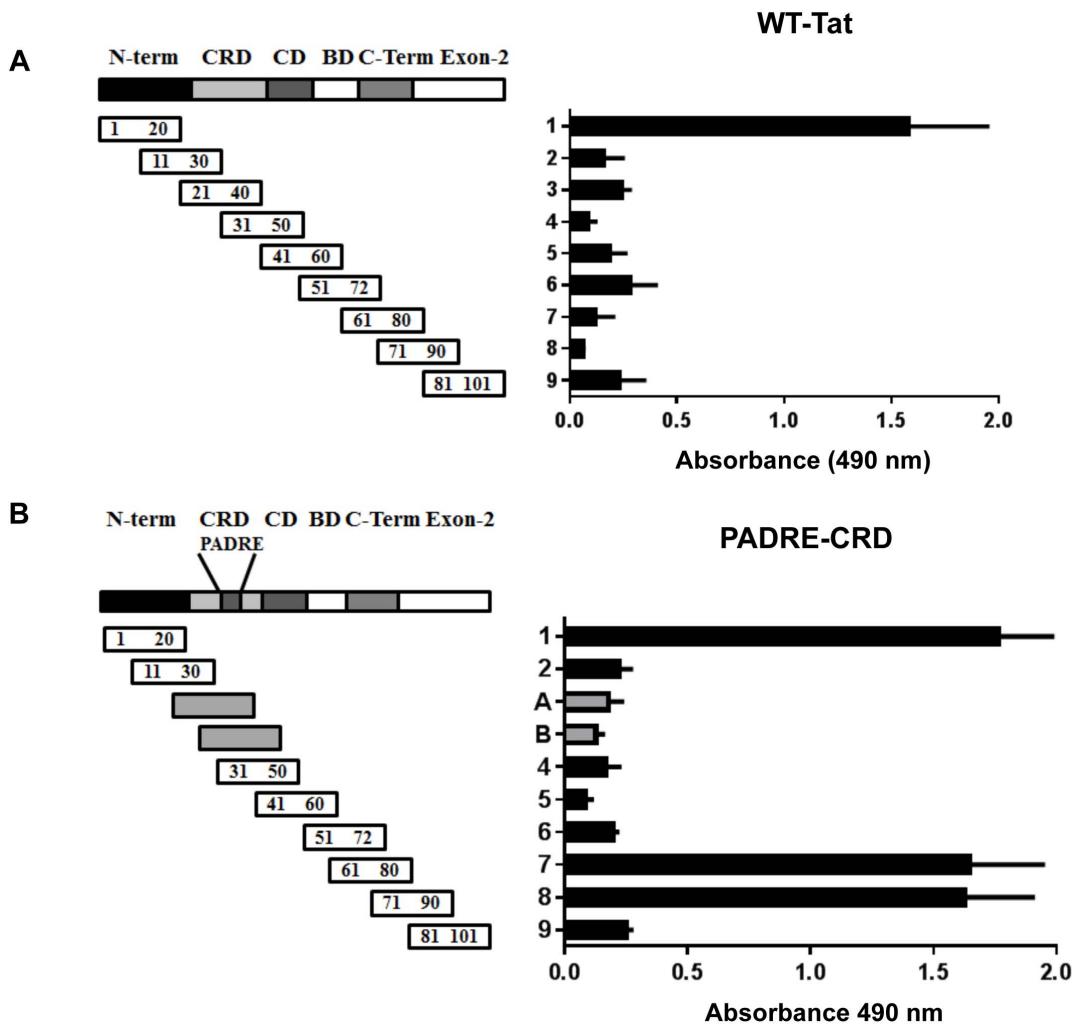 WT-Tat
A
N-term CRD CD BD C-Term Exon-2
1 20
11 30
21 40
31 50
41 60
51 72
61 80
71 90
81 101
1
2
3
4
5
6
7
8
9
0.0 0.5 1.0 1.5 2.0
Absorbance (490 nm)
B
N-term CRD CD BD C-Term Exon-2
PADRE
PADRE-CRD
1 20
11 30
31 50
41 60
51 72
61 80
71 90
81 101
1
2
A
B
4
5
6
7
8
9
0.0 0.5 1.0 1.5 2.0
Absorbance 490 nm